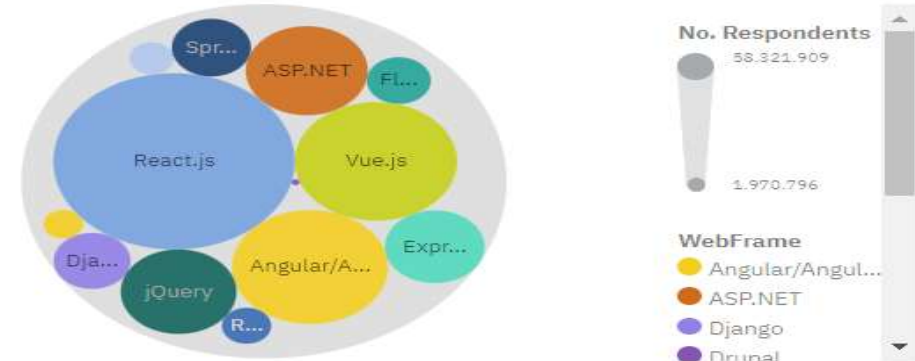 Spr...
ASP.NET
Fl...
React.js
Vue.js
Expr...
Dja...
Angular/A...
jQuery
R...
No. Respondents
58.321.909
1.970.796
WebFrame
Angular/Angul...
ASP.NET
Django
Drupal